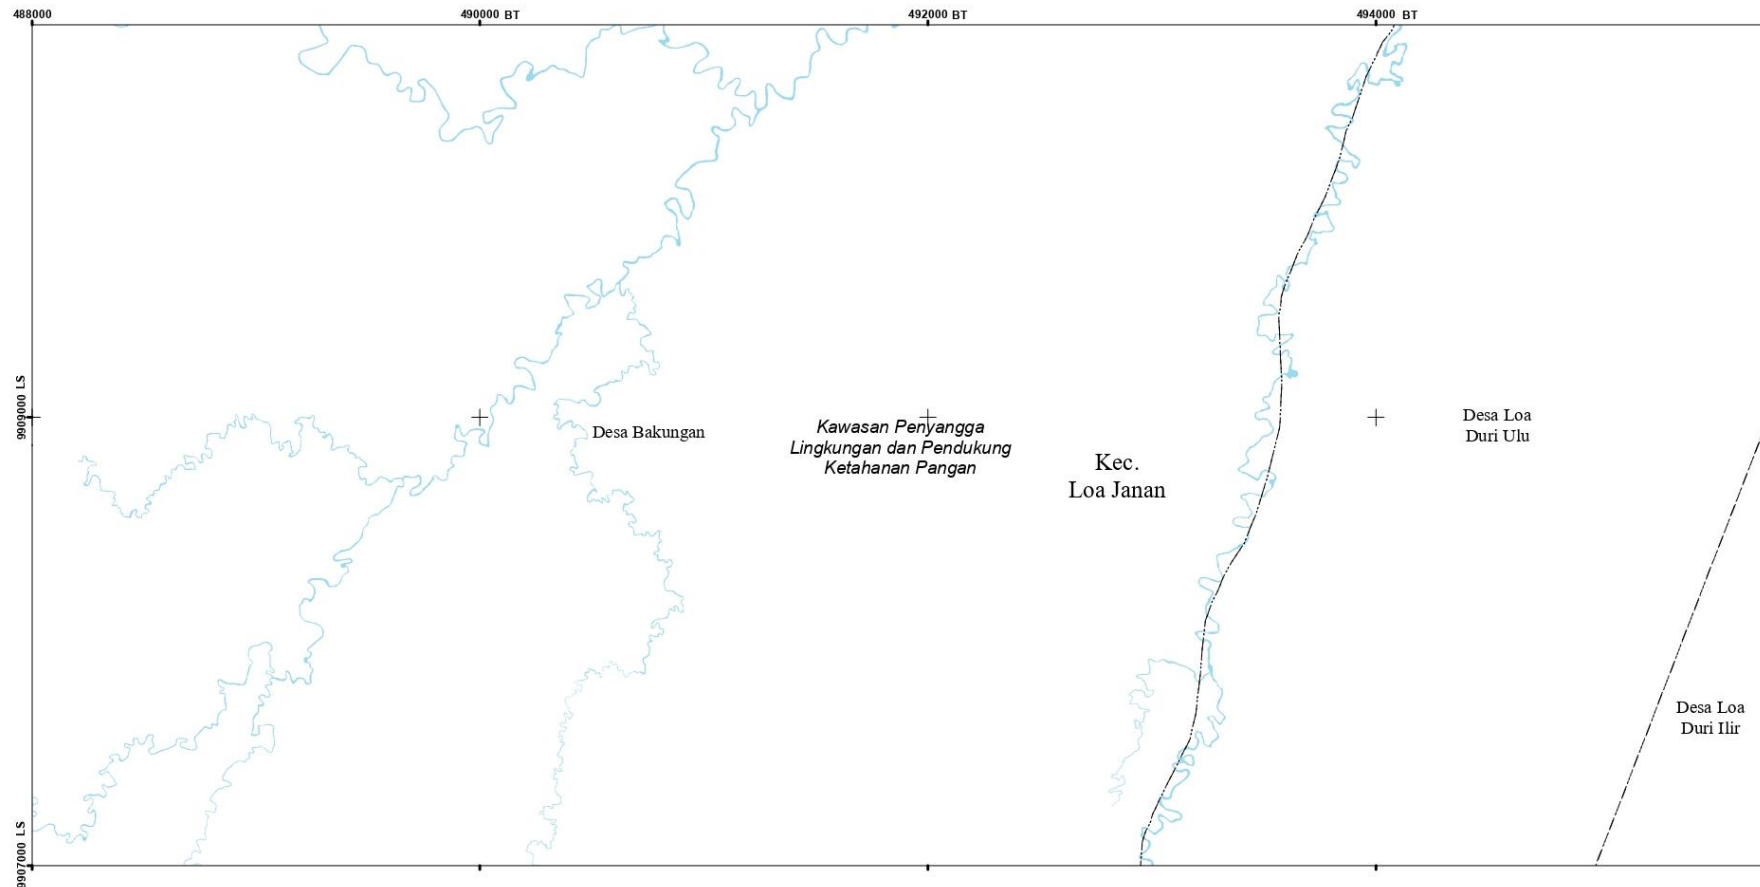 488000
490000 BT
492000 BT
494000 BT
9909000 LS
Desa Bakungan
Kawasan Penyangga
Lingkungan dan Pendukung
Ketahanan Pangan
Kec.
Loa Janan
Desa Loa
Duri Ulu
Desa Loa
Duri Ilir
9907000 LS